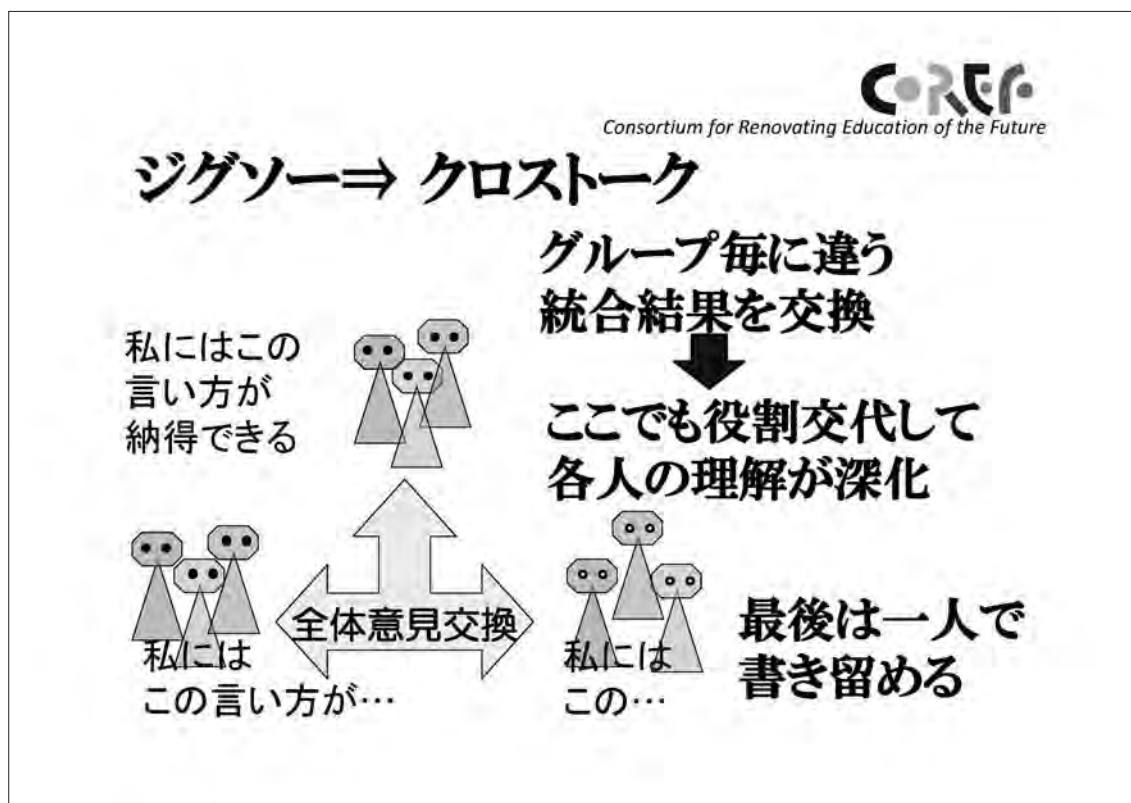 CoREF
Consortium for Renovating Education of the Future
ジグソー⇒ クロストーク
グループ毎に違う
統合結果を交換
私にはこの
言い方が
納得できる
ここでも役割交代して
各人の理解が深化
全体意見交換
私には
この言い方が…
私には
この…
最後は一人で
書き留める